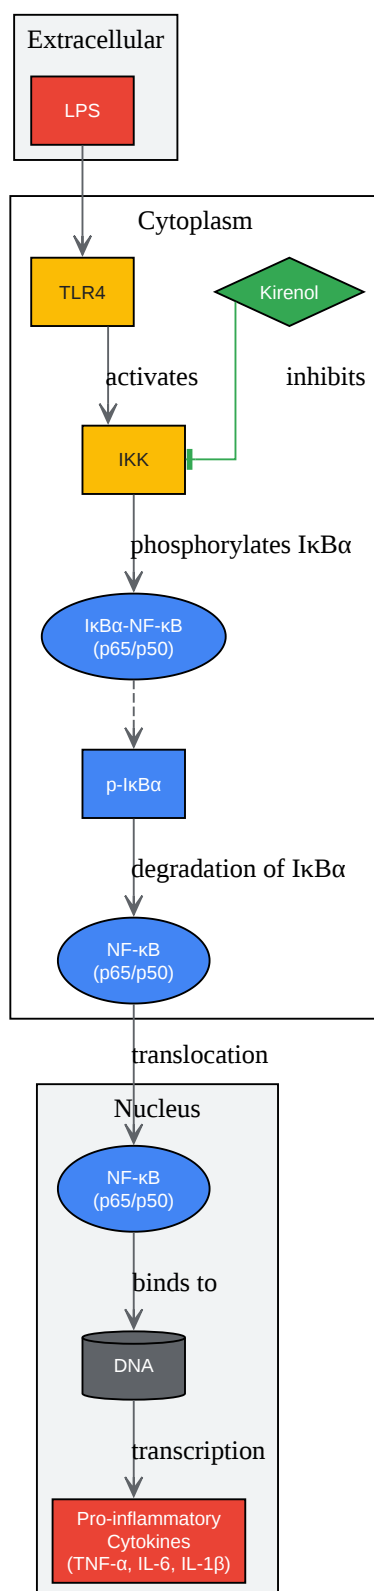 Extracellular
LPS
Cytoplasm
TLR4
Kirenol
activates
inhibits
IKK
phosphorylates IκBα
IκBα-NF-κB
(p65/p50)
p-IκBα
degradation of IκBα
NF-κB
(p65/p50)
translocation
Nucleus
NF-κB
(p65/p50)
binds to
DNA
transcription
Pro-inflammatory
Cytokines
(TNF-α, IL-6, IL-1β)